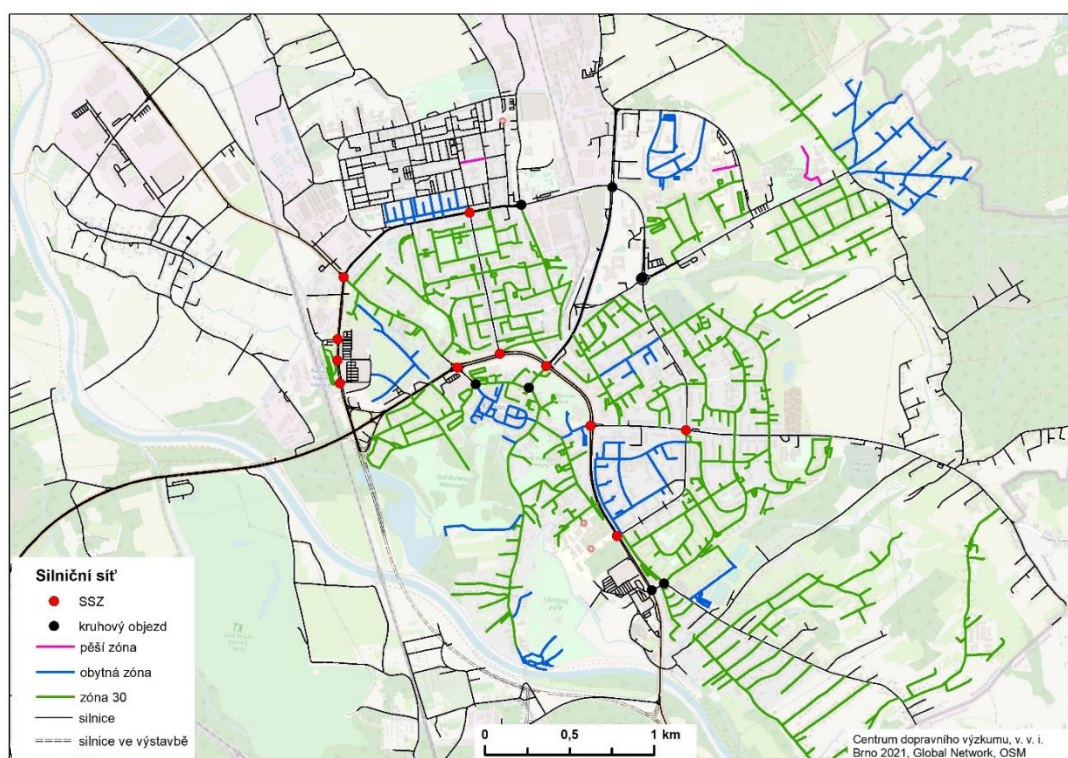 Silniční síť
SSZ
kruhový objezd
pěší zóna
obytná zóna
zóna 30
silnice
silnice ve výstavbě
0 0,5 1 km
Centrum dopravního výzkumu, v. v. i.
Brno 2021, Global Network, OSM